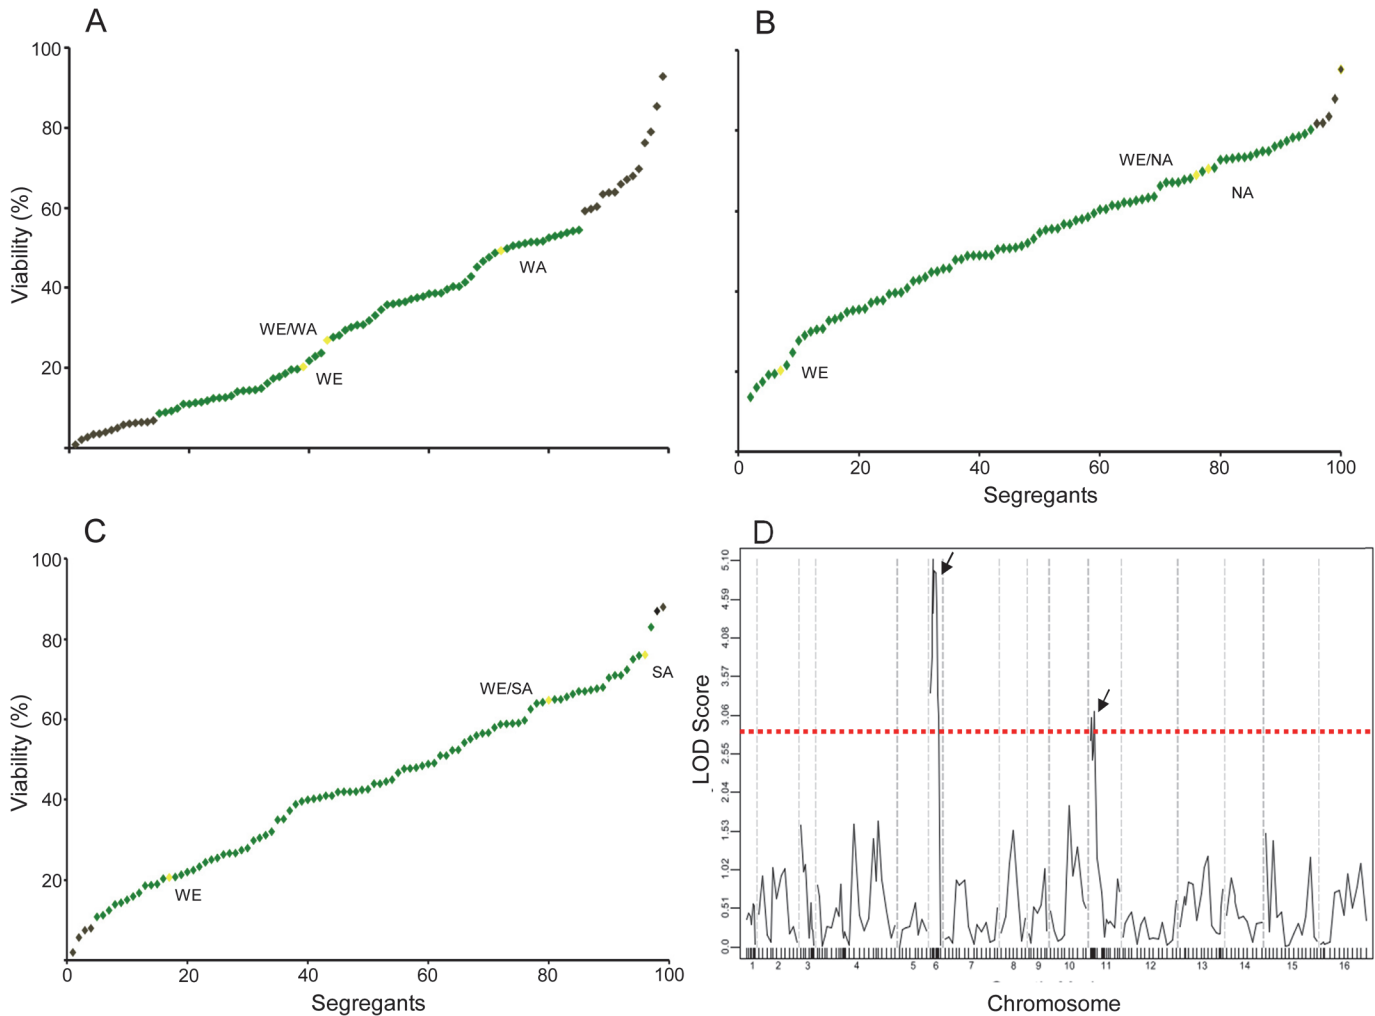 A
100
80
60
40
20
Viability (%)
WE/WA
WE
WA
B
WE/NA
NA
WE
0
20
40
60
80
100
Segregants
C
100
80
60
40
20
Viability (%)
WE/SA
SA
WE
0
20
40
60
80
100
Segregants
D
5.10
4.59
4.08
3.57
3.06
2.55
2.04
1.53
1.02
0.51
0.0
LOD Score
1 2 3 4 5 6 7 8 9 10 11 12 13 14 15 16
Chromosome